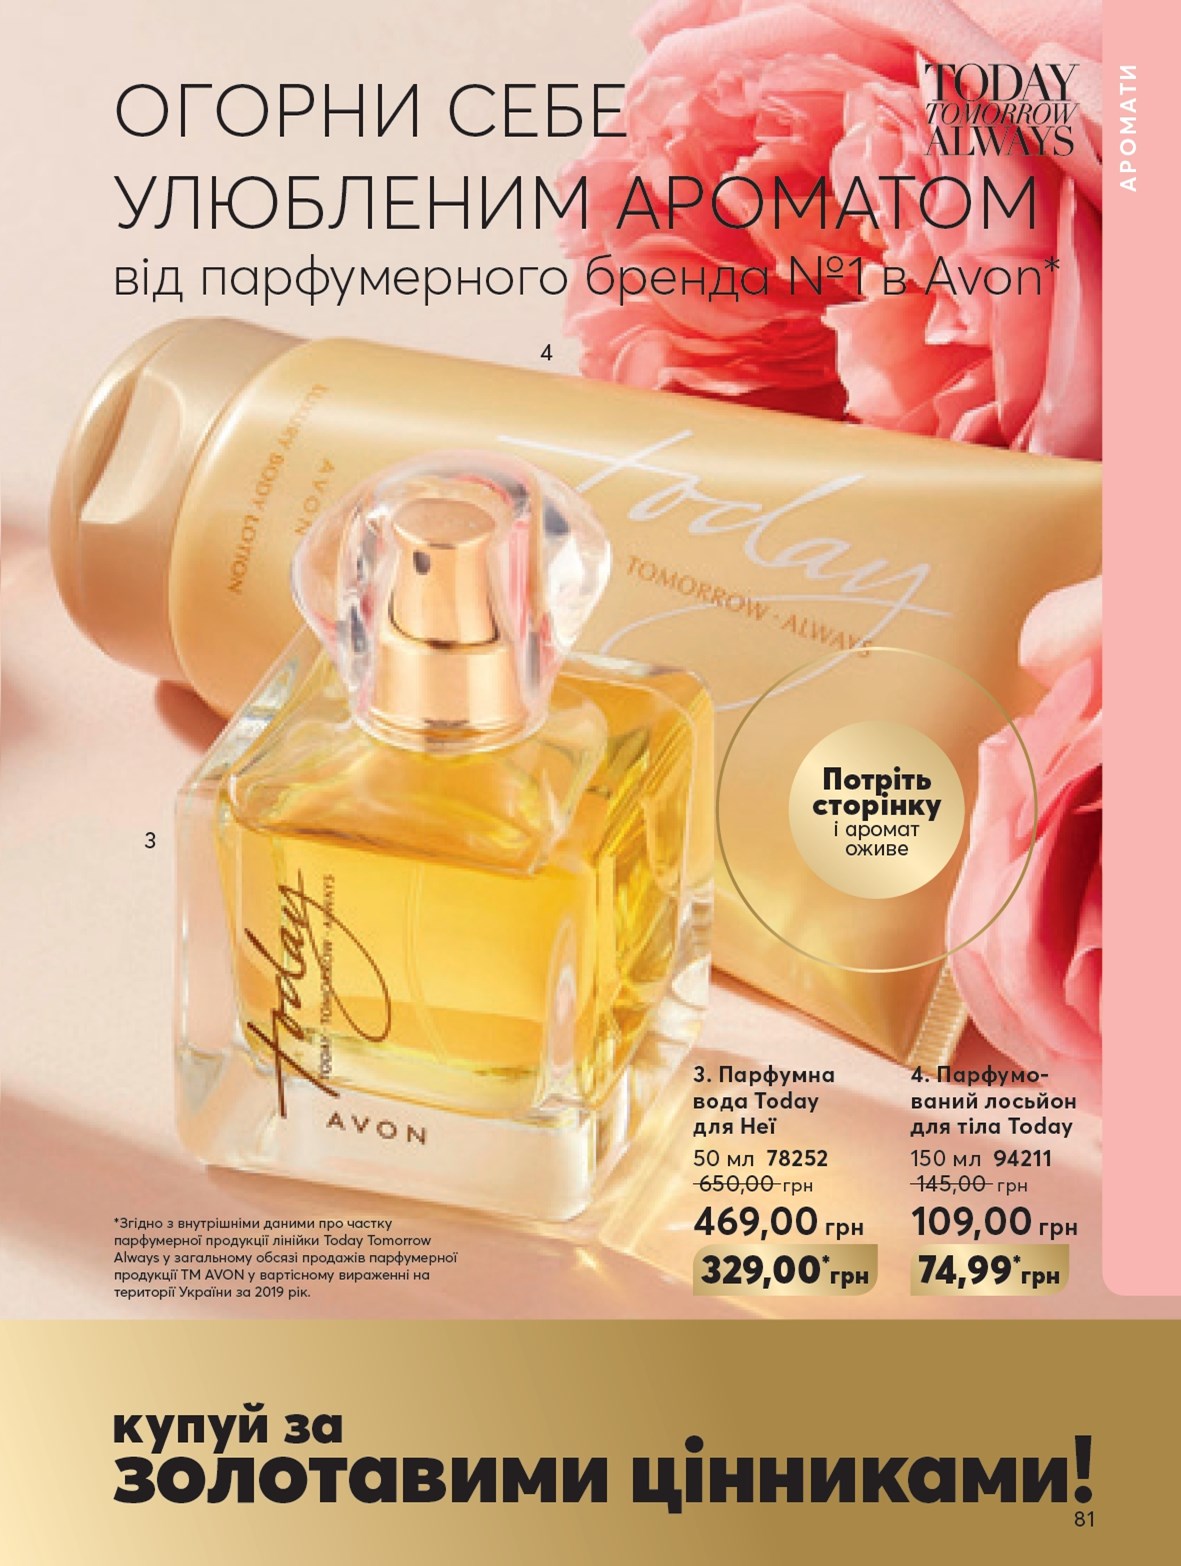 ОГОРНИ СЕБЕ
УЛЮБЛЕНИМ АРОМАТОМ
від парфумерного бренда №1 в Avon*
TODAY
TOMORROW
ALWAYS
АРОМАТИ
4
LUXURY BODY LOTION
AVON
today
TOMORROW · ALWAYS
Потріть
сторінку
і аромат
оживе
3
today
TODAY · TOMORROW · ALWAYS
AVON
3. Парфумна
вода Today
для Неї
50 мл 78252
650,00 грн
469,00 грн
329,00* грн
4. Парфумо-
ваний лосьйон
для тіла Today
150 мл 94211
145,00 грн
109,00 грн
74,99* грн
*Згідно з внутрішніми даними про частку
парфумерної продукції лінійки Today Tomorrow
Always у загальному обсязі продажів парфумерної
продукції ТМ AVON у вартісному вираженні на
території України за 2019 рік.
купуй за
золотавими цінниками!
81